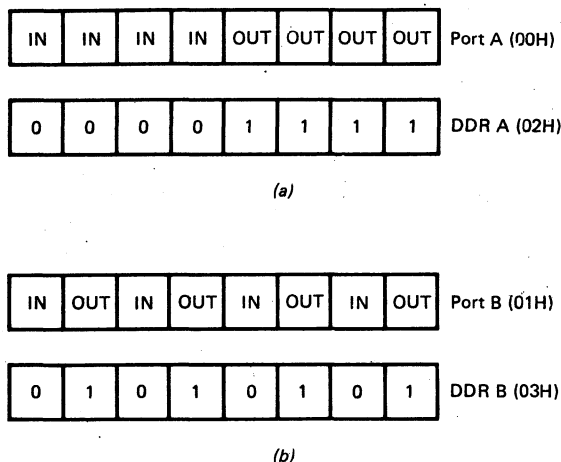 IN IN IN IN OUT OUT OUT OUT Port A (00H)
0 0 0 0 1 1 1 1 DDR A (02H)
(a)
IN OUT IN OUT IN OUT IN OUT Port B (01H)
0 1 0 1 0 1 0 1 DDR B (03H)
(b)